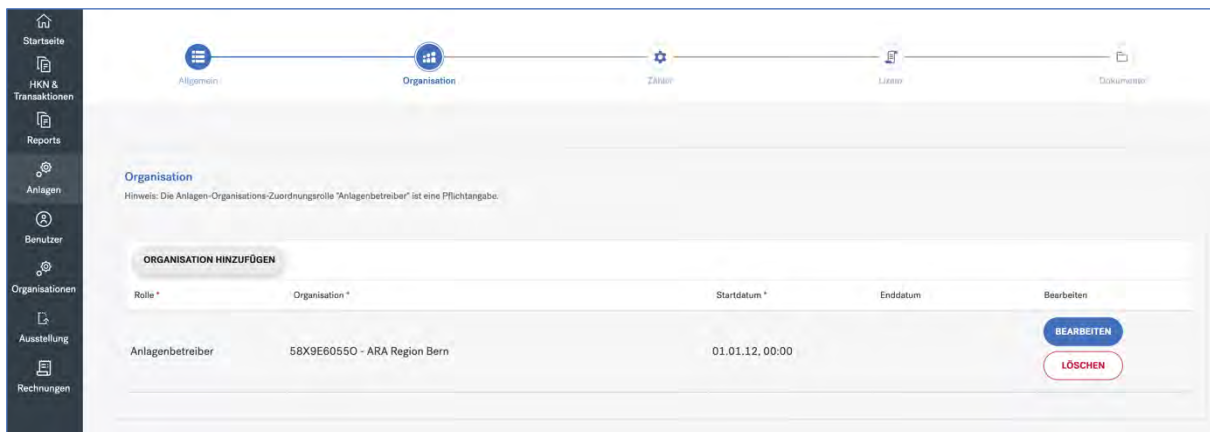 Startseite
HKN &
Transaktionen
Reports
Anlagen
Benutzer
Organisationen
Ausstellung
Rechnungen
Allgemein
Organisation
Zähler
Dokumente
Organisation
Hinweis: Die Anlagen-Organisations-Zuordnungsrolle "Anlagenbetreiber" ist eine Pflichtangabe.
ORGANISATION HINZUFÜGEN
Rolle * Organisation * Startdatum * Enddatum Bearbeiten
Anlagenbetreiber 58X9E6055O - ARA Region Bern 01.01.12, 00:00
BEARBEITEN
LÖSCHEN